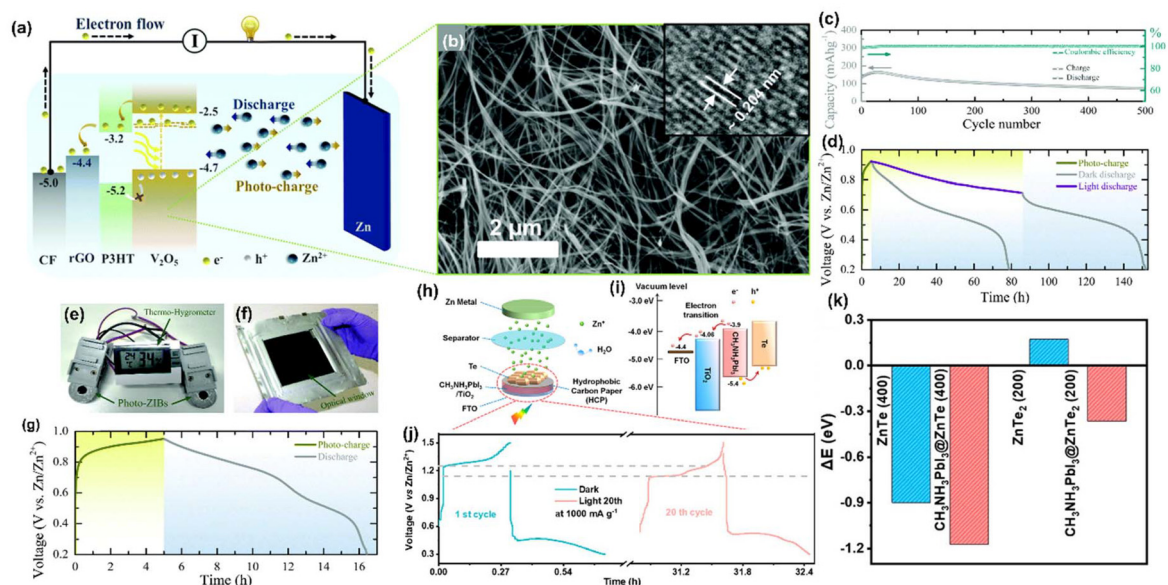 (a)
Electron flow
I
-2.5
-3.2
-4.4
-4.7
-5.0
-5.2
Discharge
Photo-charge
Zn
CF
rGO
P3HT
V₂O₅
e⁻
h⁺
Zn²⁺
(b)
0.204 nm
2 μm
(c)
Capacity (mAhg⁻¹)
400
300
200
100
0
%
100
80
60
Coulombic efficiency
Charge
Discharge
0 100 200 300 400 500
Cycle number
(d)
Voltage (V vs. Zn/Zn²⁺)
1.0
0.8
0.6
0.4
0.2
Photo-charge
Dark discharge
Light discharge
0 20 40 60 80 100 120 140
Time (h)
(e)
Thermo-Hygrometer
Photo-ZIBs
(f)
Optical window
(g)
Voltage (V vs. Zn/Zn²⁺)
1.0
0.8
0.6
0.4
0.2
Photo-charge
Discharge
0 2 4 6 8 10 12 14 16
Time (h)
(h)
Zn Metal
Zn⁺
Separator
H₂O
Te
CH₃NH₃PbI₃
/TiO₂
FTO
Hydrophobic
Carbon Paper
(HCP)
(i)
Vacuum level
e⁻
h⁺
-3.0 eV
Electron
transition
-4.0 eV
-5.0 eV
-6.0 eV
-4.4
FTO
-4.06
TiO₂
-3.9
CH₃NH₃PbI₃
-5.4
Te
(j)
Voltage (V vs Zn/Zn²⁺)
1.5
1.2
0.9
0.6
0.3
Dark
Light 20th
at 1000 mA g⁻¹
1 st cycle
20 th cycle
0.00 0.27 0.54 31.2 31.8 32.4
Time (h)
(k)
ΔE (eV)
0.3
0.0
-0.3
-0.6
-0.9
-1.2
ZnTe (400)
CH₃NH₃PbI₃@ZnTe (400)
ZnTe₂ (200)
CH₃NH₃PbI₃@ZnTe₂ (200)